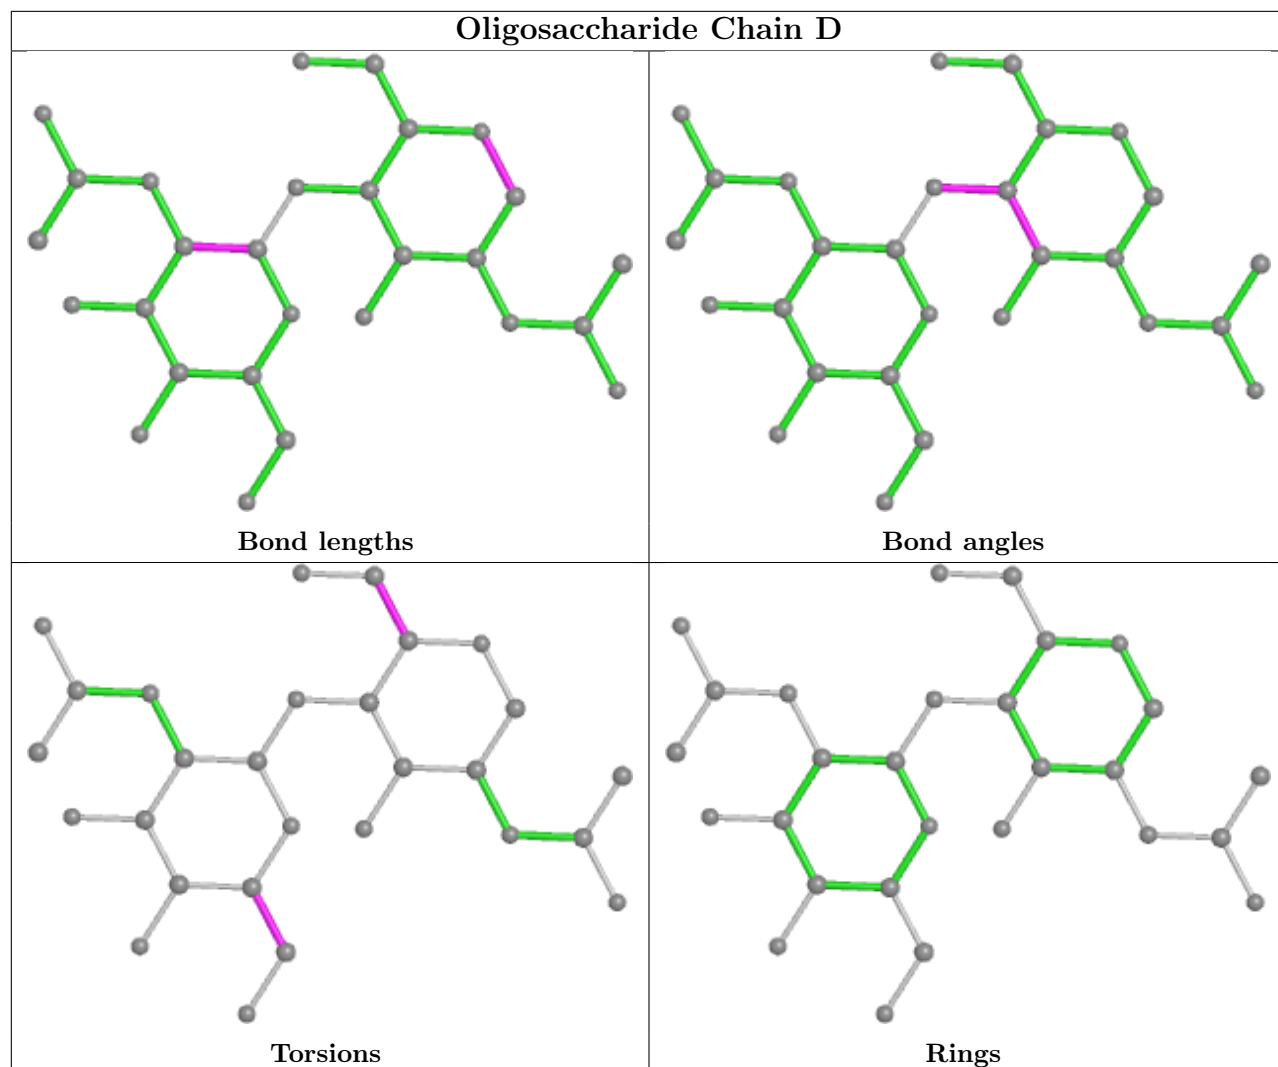 Oligosaccharide Chain D
Bond lengths
Bond angles
Torsions
Rings